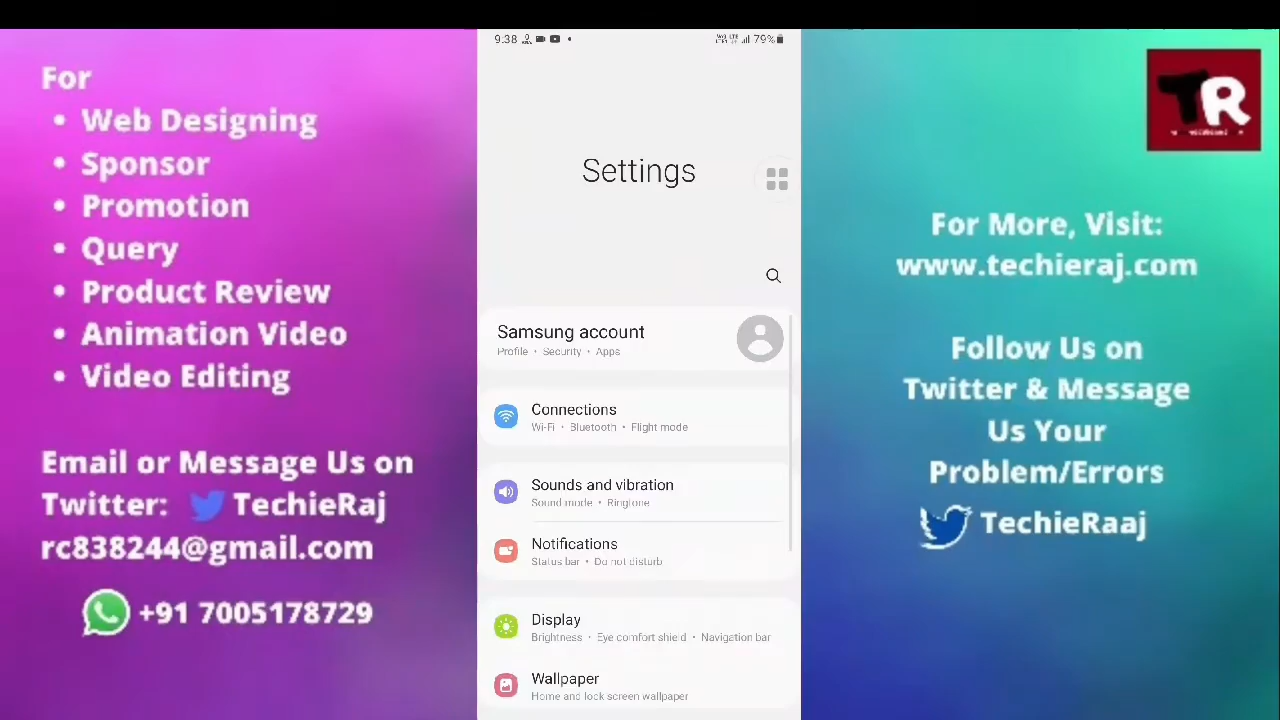 For
• Web Designing
• Sponsor
• Promotion
• Query
• Product Review
• Animation Video
• Video Editing
Email or Message Us on
Twitter: TechieRaj
rc838244@gmail.com
+91 7005178729
9:38
79%
Settings
Samsung account
Profile • Security • Apps
Connections
Wi-Fi • Bluetooth • Flight mode
Sounds and vibration
Sound mode • Ringtone
Notifications
Status bar • Do not disturb
Display
Brightness • Eye comfort shield • Navigation bar
Wallpaper
Home and lock screen wallpaper
TR
For More, Visit:
www.techieraj.com
Follow Us on
Twitter & Message
Us Your
Problem/Errors
TechieRaaj